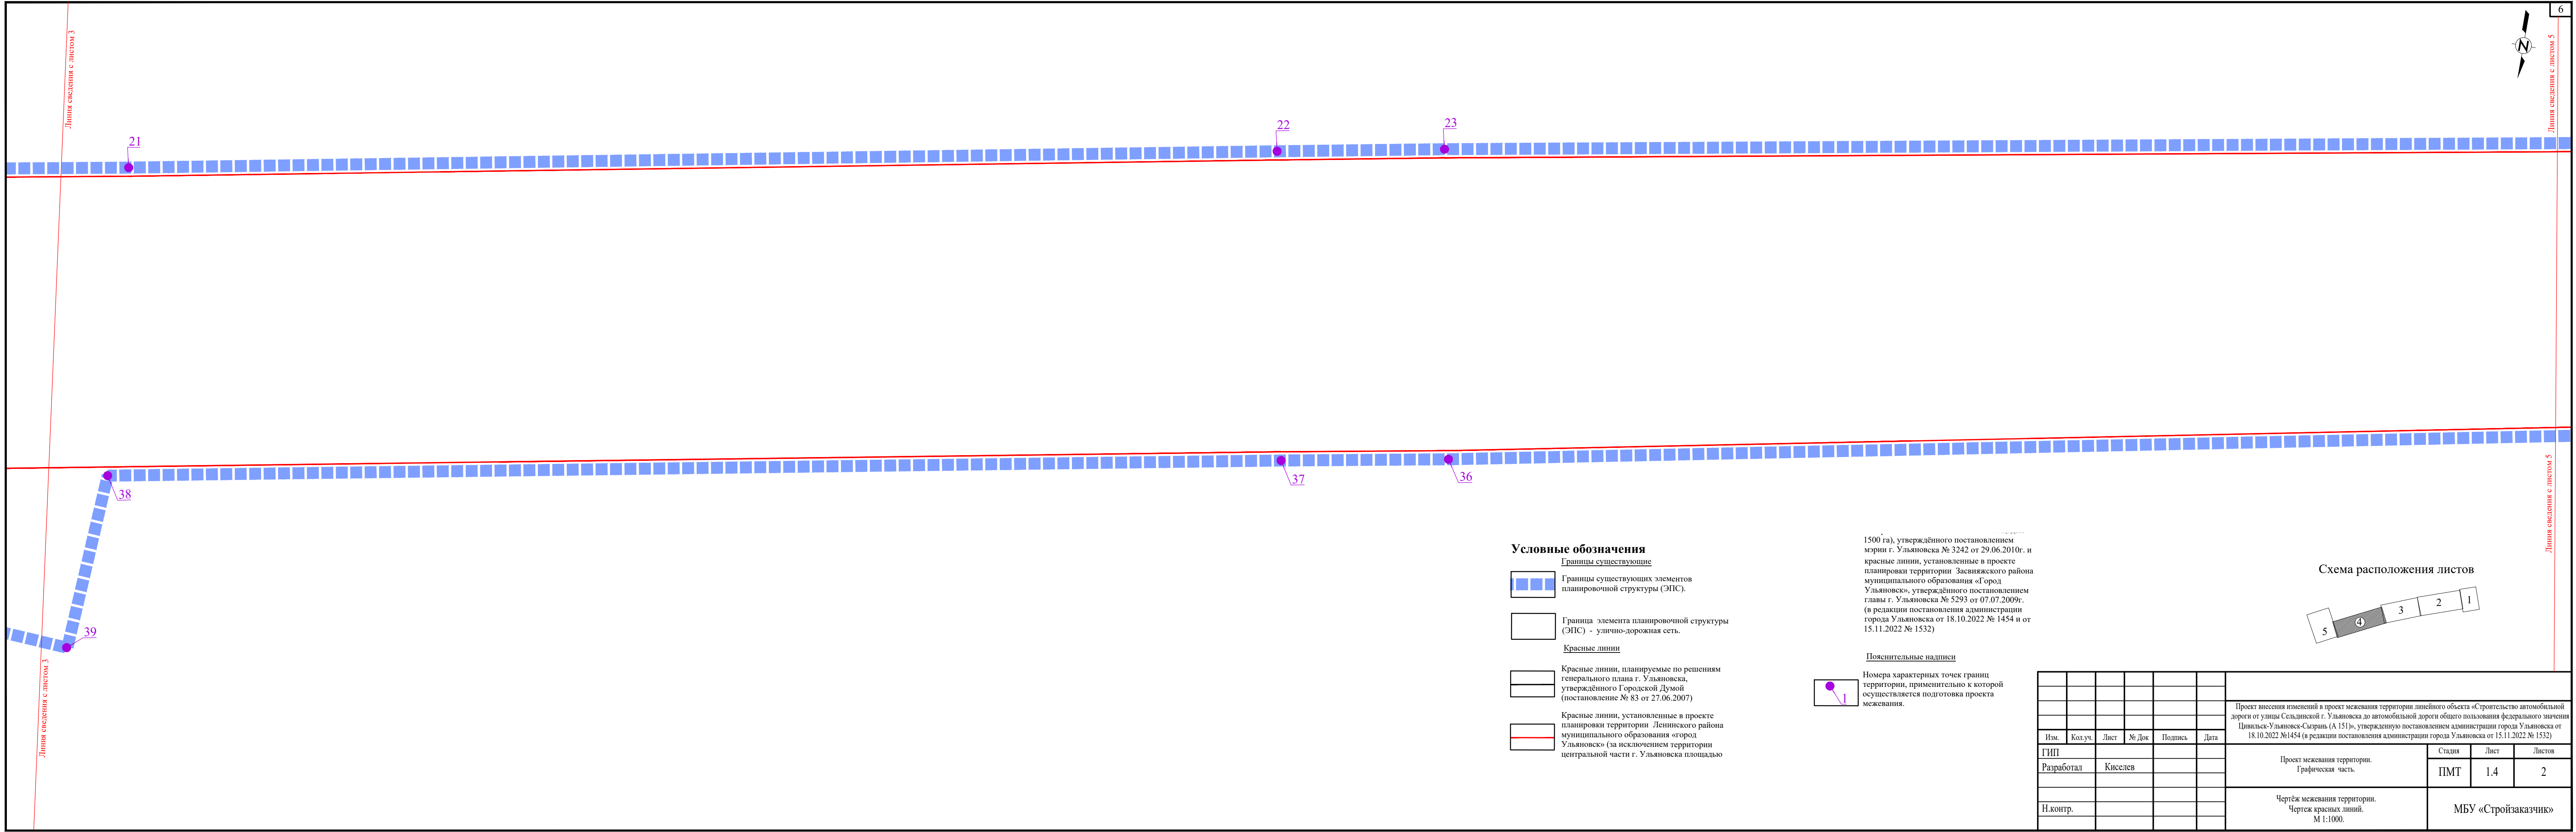 6
Линия сведения с листом 3
Линия сведения с листом 5
N
21
22
23
38
37
36
39
Линия сведения с листом 3
Линия сведения с листом 5
Условные обозначения
Границы существующие
Границы существующих элементов
планировочной структуры (ЭПС).
Граница элемента планировочной структуры
(ЭПС) - улично-дорожная сеть.
Красные линии
Красные линии, планируемые по решениям
генерального плана г. Ульяновска,
утверждённого Городской Думой
(постановление № 83 от 27.06.2007)
Красные линии, установленные в проекте
планировки территории Ленинского района
муниципального образования «город
Ульяновск» (за исключением территории
центральной части г. Ульяновска площадью
1500 га), утверждённого постановлением
мэрии г. Ульяновска № 3242 от 29.06.2010г. и
красные линии, установленные в проекте
планировки территории Засвияжского района
муниципального образования «Город
Ульяновск», утверждённого постановлением
главы г. Ульяновска № 5293 от 07.07.2009г.
(в редакции постановления администрации
города Ульяновска от 18.10.2022 № 1454 и от
15.11.2022 № 1532)
Пояснительные надписи
1
Номера характерных точек границ
территории, применительно к которой
осуществляется подготовка проекта
межевания.
Схема расположения листов
5 4 3 2 1
Проект внесения изменений в проект межевания территории линейного объекта «Строительство автомобильной
дороги от улицы Сельдинской г. Ульяновска до автомобильной дороги общего пользования федерального значения
Цивильск-Ульяновск-Сызрань (А 151)», утвержденную постановлением администрации города Ульяновска от
18.10.2022 №1454 (в редакции постановления администрации города Ульяновска от 15.11.2022 № 1532)
Изм. Кол.уч. Лист № Док Подпись Дата
ГИП
Разработал Киселев
Н.контр.
Проект межевания территории.
Графическая часть.
Стадия Лист Листов
ПМТ 1.4 2
Чертёж межевания территории.
Чертеж красных линий.
М 1:1000.
МБУ «Стройзаказчик»